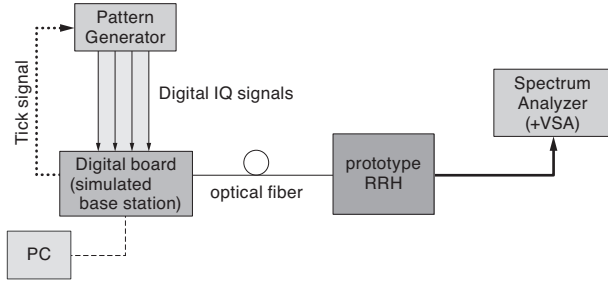 Pattern
Generator
Tick signal
Digital IQ signals
Spectrum
Analyzer
(+VSA)
Digital board
(simulated
base station)
optical fiber
prototype
RRH
PC